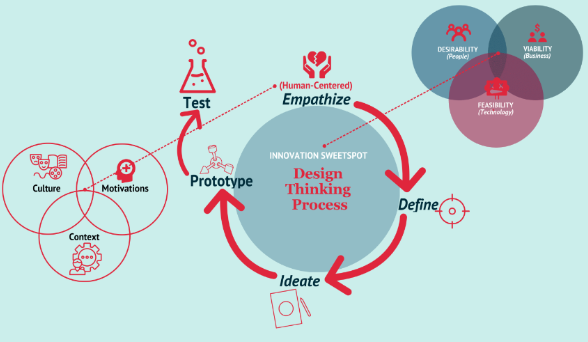 DESIRABILITY
(People)
VIABILITY
(Business)
FEASIBILITY
(Technology)
Test
(Human-Centered)
Empathize
INNOVATION SWEETSPOT
Design
Thinking
Process
Prototype
Define
Ideate
Culture
Motivations
Context